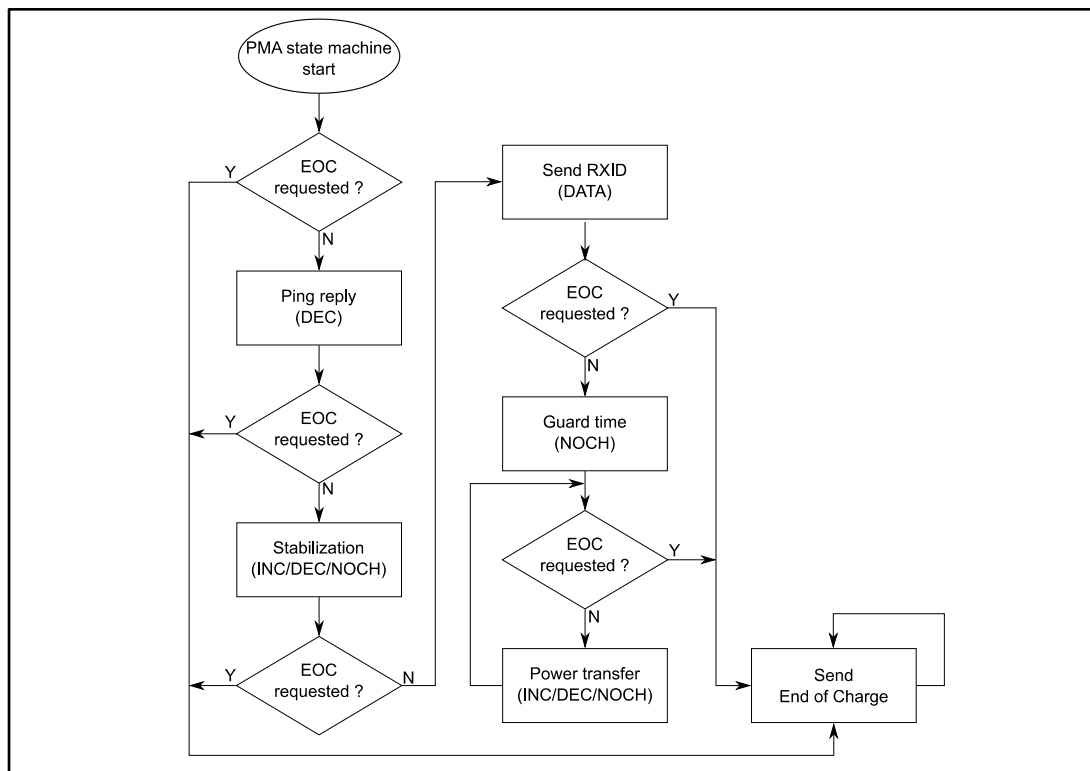 PMA state machine
start
EOC
requested ?
Y
N
Ping reply
(DEC)
EOC
requested ?
Y
N
Stabilization
(INC/DEC/NOCH)
EOC
requested ?
Y
N
Send RXID
(DATA)
EOC
requested ?
Y
N
Guard time
(NOCH)
EOC
requested ?
Y
N
Power transfer
(INC/DEC/NOCH)
Send
End of Charge